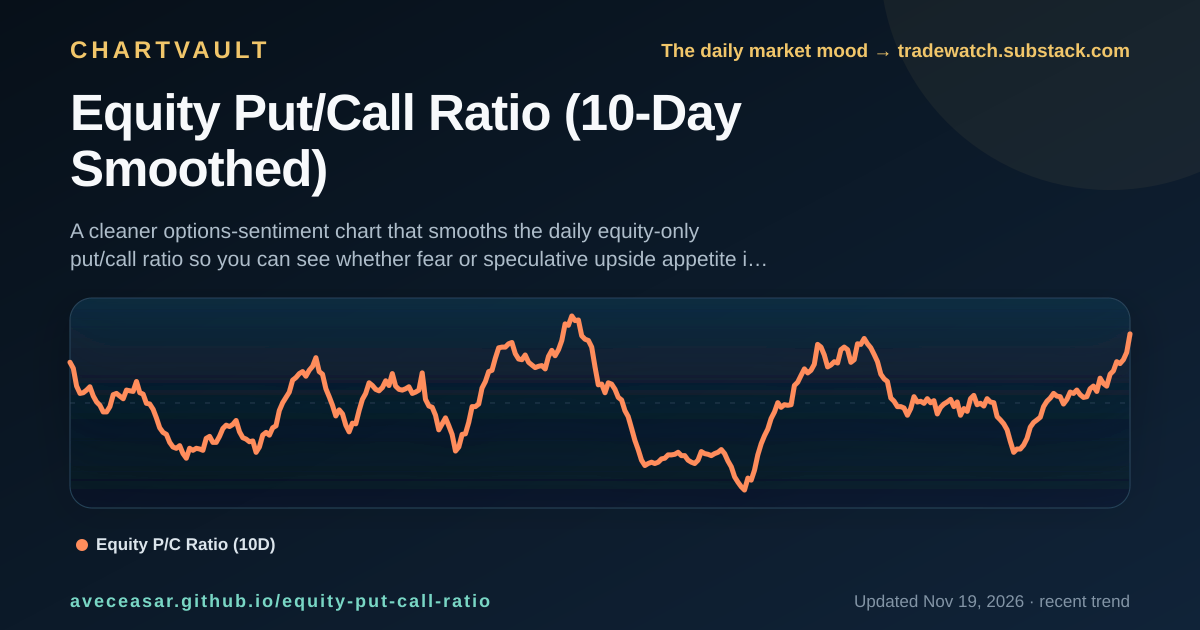 CHARTVAULT
The daily market mood → tradewatch.substack.com
Equity Put/Call Ratio (10-Day
Smoothed)
A cleaner options-sentiment chart that smooths the daily equity-only
put/call ratio so you can see whether fear or speculative upside appetite i…
Equity P/C Ratio (10D)
aveceasar.github.io/equity-put-call-ratio
Updated Nov 19, 2026 · recent trend